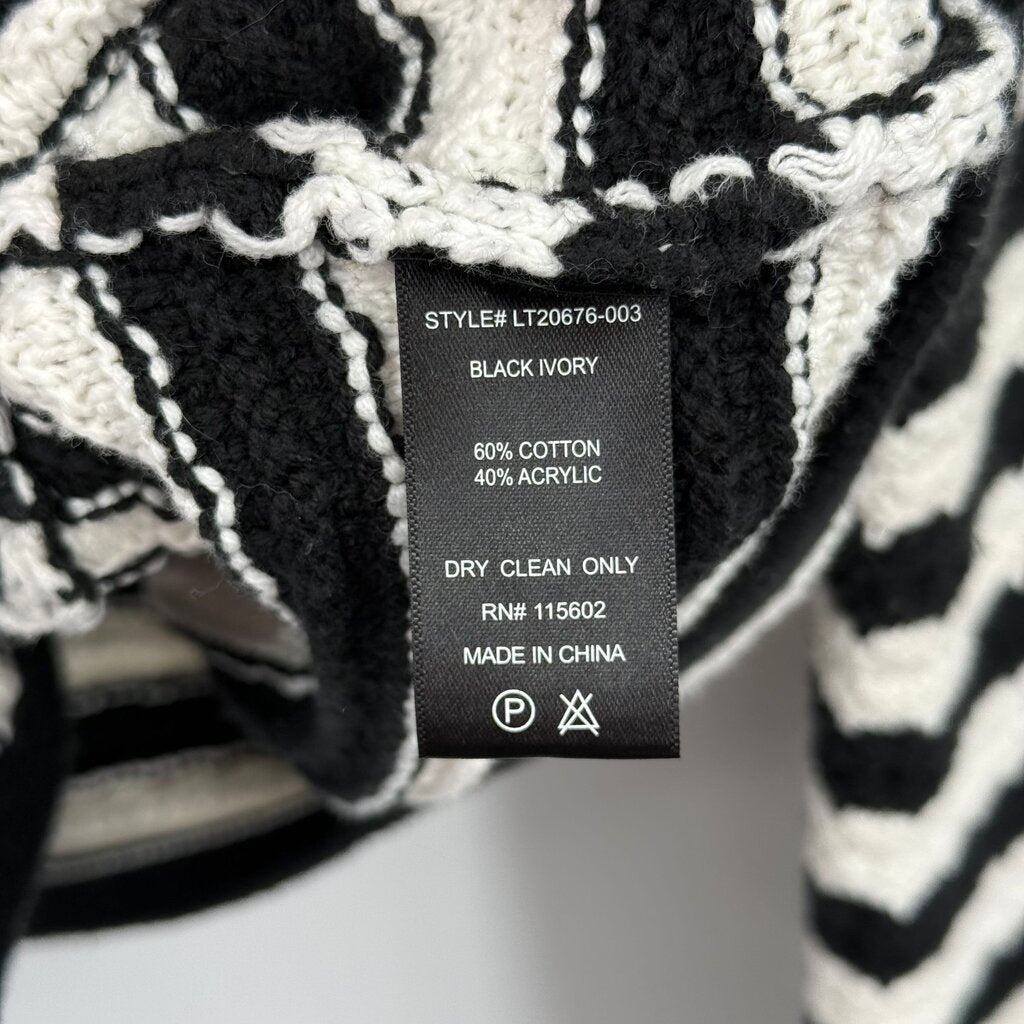 STYLE# LT20676-003
BLACK IVORY
60% COTTON
40% ACRYLIC
DRY CLEAN ONLY
RN# 115602
MADE IN CHINA
P